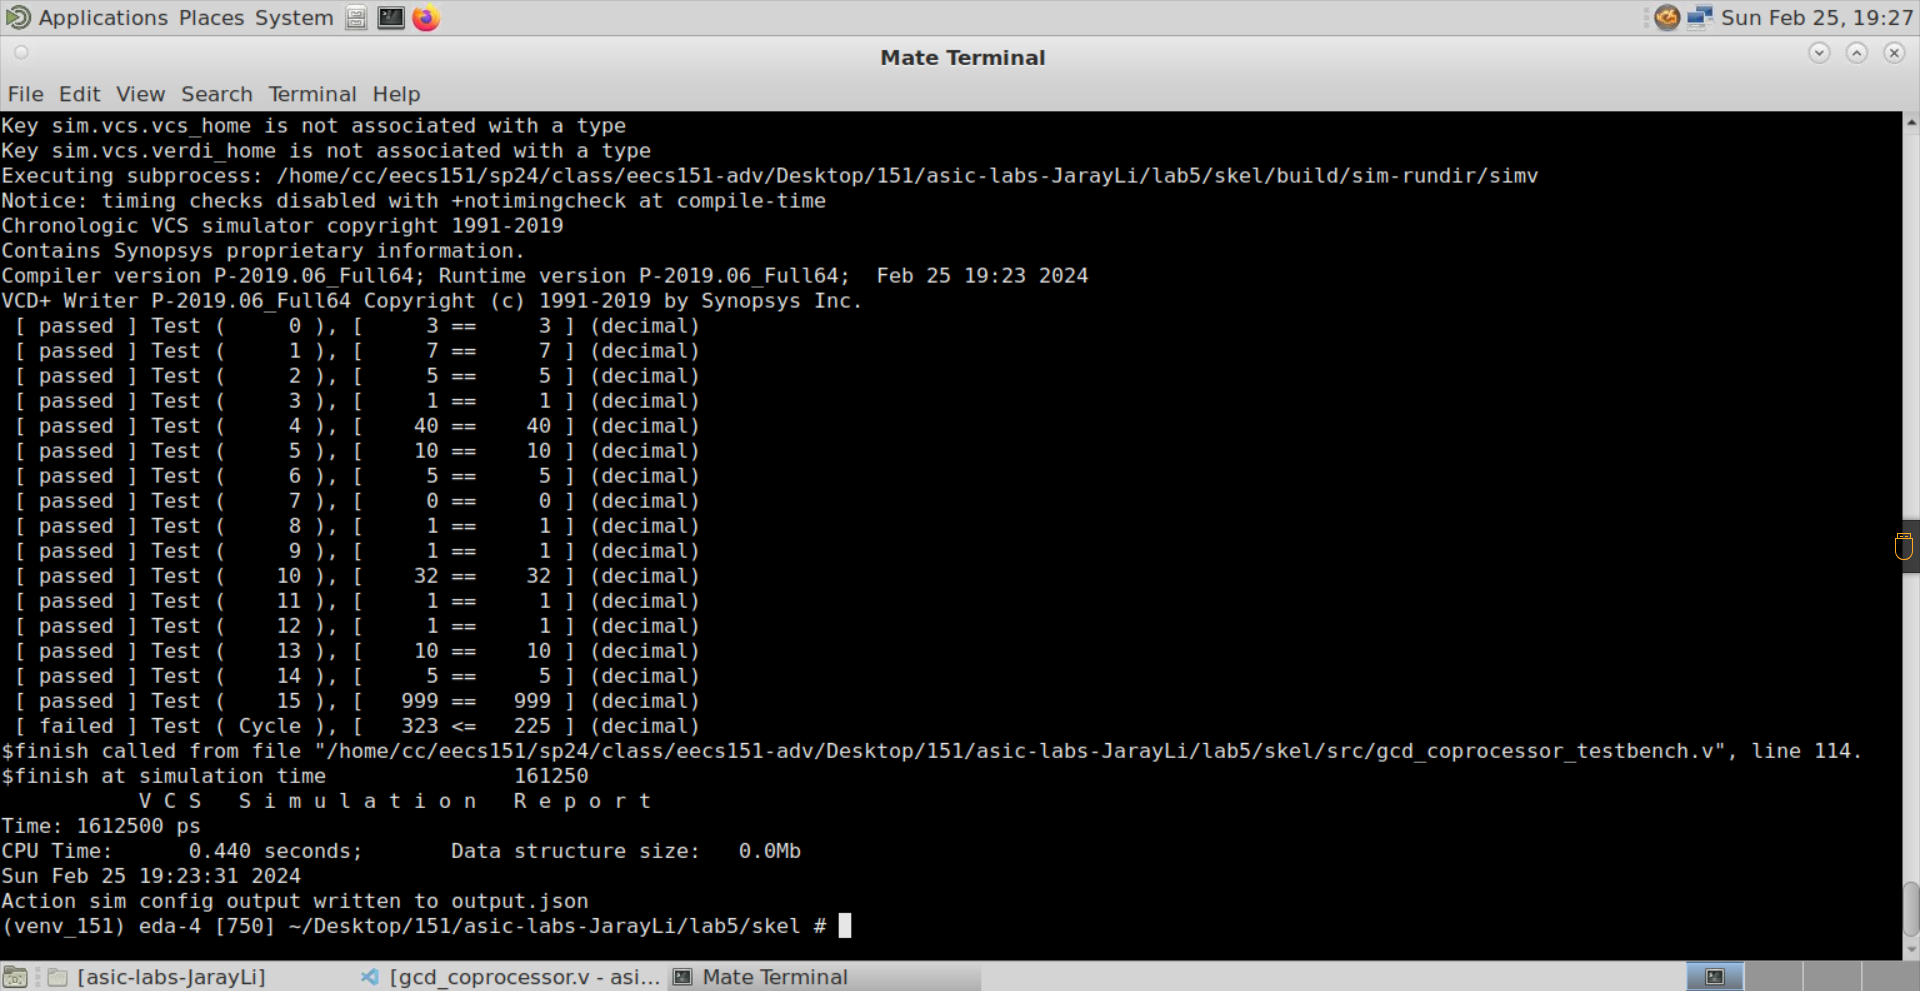 Applications Places System
Sun Feb 25, 19:27
Mate Terminal
File Edit View Search Terminal Help
Key sim.vcs.vcs_home is not associated with a type
Key sim.vcs.verdi_home is not associated with a type
Executing subprocess: /home/cc/eecs151/sp24/class/eecs151-adv/Desktop/151/asic-labs-JarayLi/lab5/skel/build/sim-rundir/simv
Notice: timing checks disabled with +notimingcheck at compile-time
Chronologic VCS simulator copyright 1991-2019
Contains Synopsys proprietary information.
Compiler version P-2019.06_Full64; Runtime version P-2019.06_Full64;  Feb 25 19:23 2024
VCD+ Writer P-2019.06_Full64 Copyright (c) 1991-2019 by Synopsys Inc.
 [ passed ] Test (     0 ), [     3 ==     3 ] (decimal)
 [ passed ] Test (     1 ), [     7 ==     7 ] (decimal)
 [ passed ] Test (     2 ), [     5 ==     5 ] (decimal)
 [ passed ] Test (     3 ), [     1 ==     1 ] (decimal)
 [ passed ] Test (     4 ), [    40 ==    40 ] (decimal)
 [ passed ] Test (     5 ), [    10 ==    10 ] (decimal)
 [ passed ] Test (     6 ), [     5 ==     5 ] (decimal)
 [ passed ] Test (     7 ), [     0 ==     0 ] (decimal)
 [ passed ] Test (     8 ), [     1 ==     1 ] (decimal)
 [ passed ] Test (     9 ), [     1 ==     1 ] (decimal)
 [ passed ] Test (    10 ), [    32 ==    32 ] (decimal)
 [ passed ] Test (    11 ), [     1 ==     1 ] (decimal)
 [ passed ] Test (    12 ), [     1 ==     1 ] (decimal)
 [ passed ] Test (    13 ), [    10 ==    10 ] (decimal)
 [ passed ] Test (    14 ), [     5 ==     5 ] (decimal)
 [ passed ] Test (    15 ), [   999 ==   999 ] (decimal)
 [ failed ] Test ( Cycle ), [   323 <=   225 ] (decimal)
$finish called from file "/home/cc/eecs151/sp24/class/eecs151-adv/Desktop/151/asic-labs-JarayLi/lab5/skel/src/gcd_coprocessor_testbench.v", line 114.
$finish at simulation time               161250
           V C S   S i m u l a t i o n   R e p o r t
Time: 1612500 ps
CPU Time:      0.440 seconds;       Data structure size:   0.0Mb
Sun Feb 25 19:23:31 2024
Action sim config output written to output.json
(venv_151) eda-4 [750] ~/Desktop/151/asic-labs-JarayLi/lab5/skel #
[asic-labs-JarayLi]
[gcd_coprocessor.v - asi...
Mate Terminal